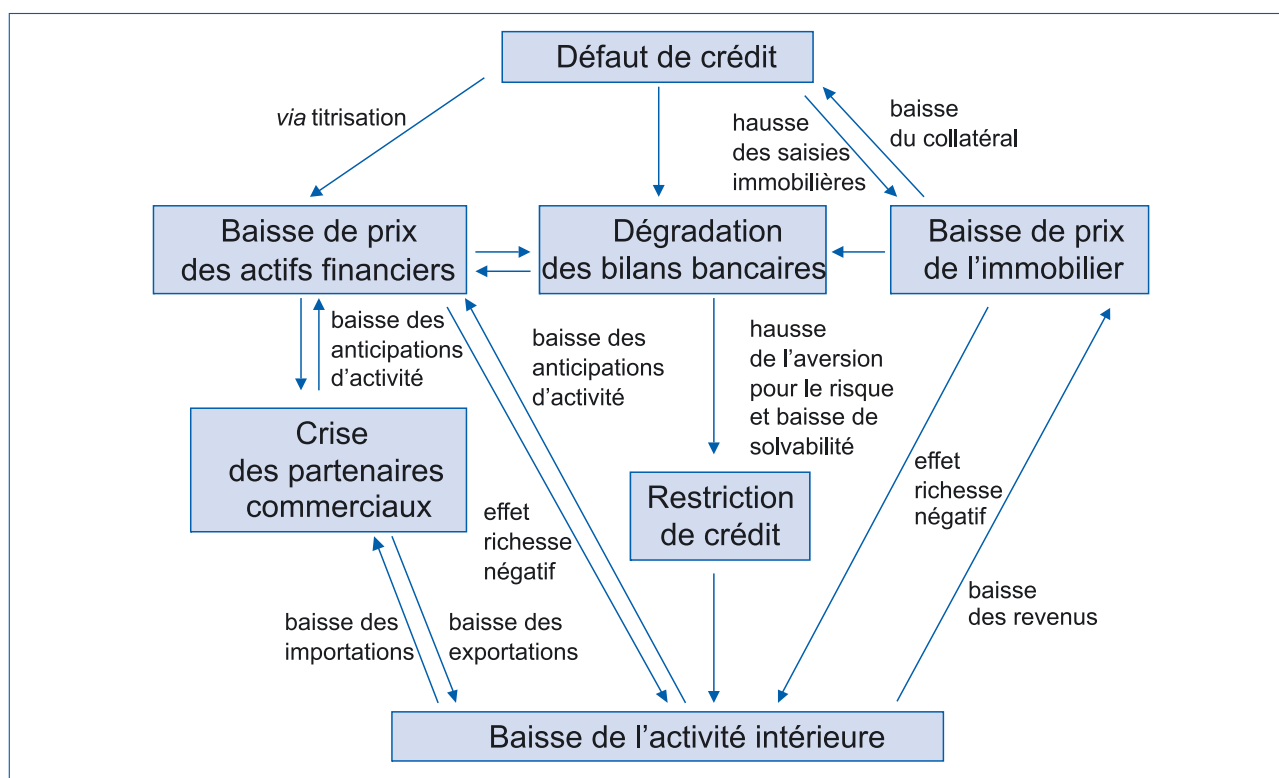 Défaut de crédit
via titrisation
hausse
des saisies
immobilières
baisse
du collatéral
Baisse de prix
des actifs financiers
Dégradation
des bilans bancaires
Baisse de prix
de l’immobilier
baisse des
anticipations
d’activité
baisse des
anticipations
d’activité
hausse
de l’aversion
pour le risque
et baisse de
solvabilité
Crise
des partenaires
commerciaux
effet
richesse
négatif
Restriction
de crédit
effet
richesse
négatif
baisse
des revenus
baisse des
importations
baisse des
exportations
Baisse de l’activité intérieure